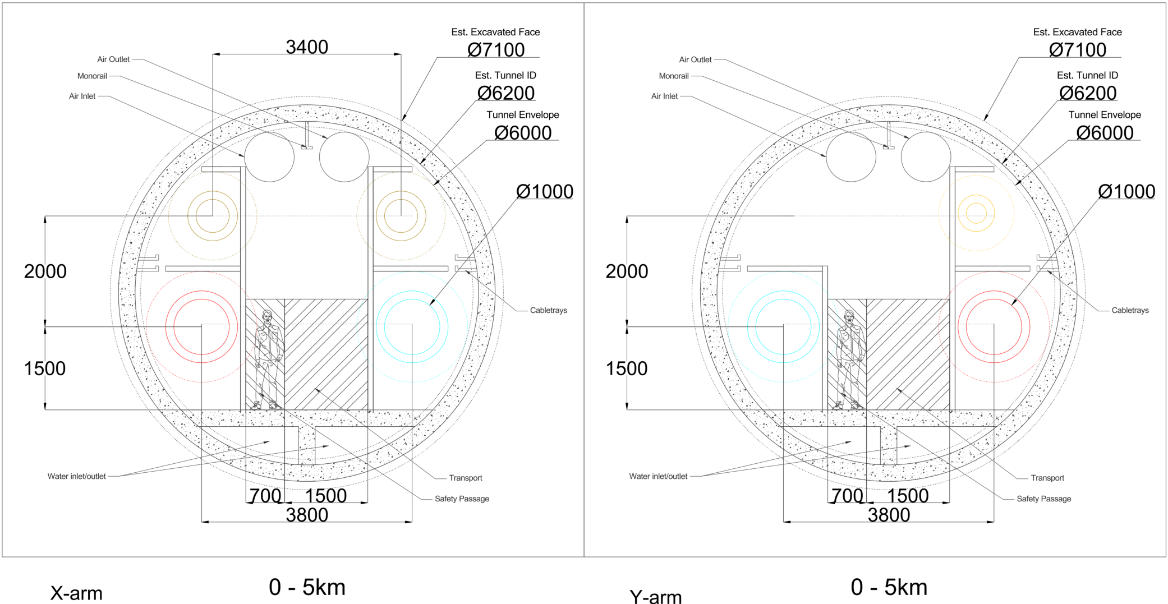 Est. Excavated Face
Ø7100
3400
Air Outlet
Monorail
Air Inlet
Est. Tunnel ID
Ø6200
Tunnel Envelope
Ø6000
Ø1000
2000
1500
Cabletrays
Water inlet/outlet
Transport
Safety Passage
700
1500
3800
X-arm
0 - 5km
Est. Excavated Face
Ø7100
Air Outlet
Monorail
Air Inlet
Est. Tunnel ID
Ø6200
Tunnel Envelope
Ø6000
Ø1000
2000
1500
Cabletrays
Water inlet/outlet
Transport
Safety Passage
700
1500
3800
Y-arm
0 - 5km